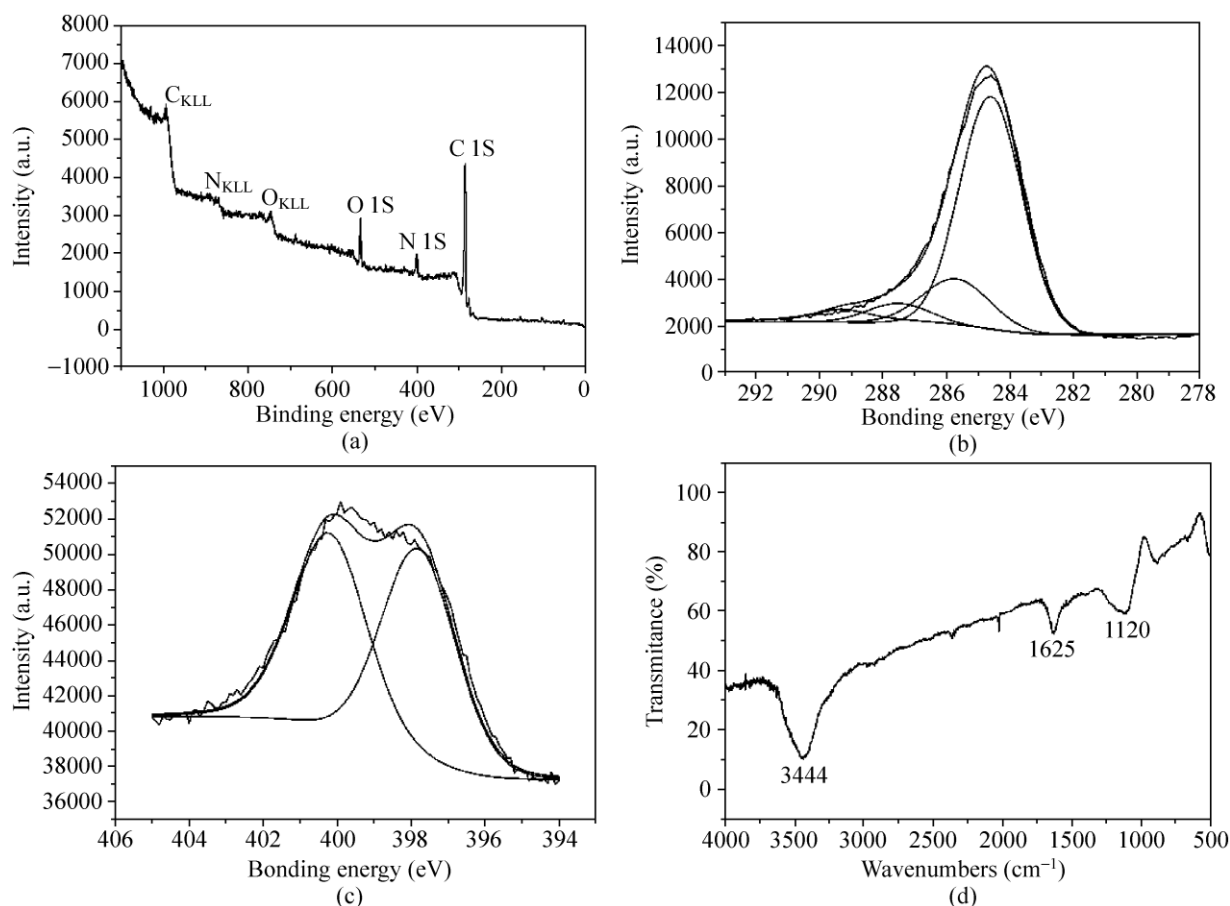 8000
7000
6000
5000
4000
3000
2000
1000
0
−1000
Intensity (a.u.)
C_KLL
N_KLL
O_KLL
O 1S
N 1S
C 1S
1000 800 600 400 200 0
Binding energy (eV)
(a)
14000
12000
10000
8000
6000
4000
2000
0
Intensity (a.u.)
292 290 288 286 284 282 280 278
Bonding energy (eV)
(b)
54000
52000
50000
48000
46000
44000
42000
40000
38000
36000
Intensity (a.u.)
406 404 402 400 398 396 394
Bonding energy (eV)
(c)
100
80
60
40
20
0
Transmitance (%)
3444
1625
1120
4000 3000 2500 2000 1500 1000 500
Wavenumbers (cm⁻¹)
(d)